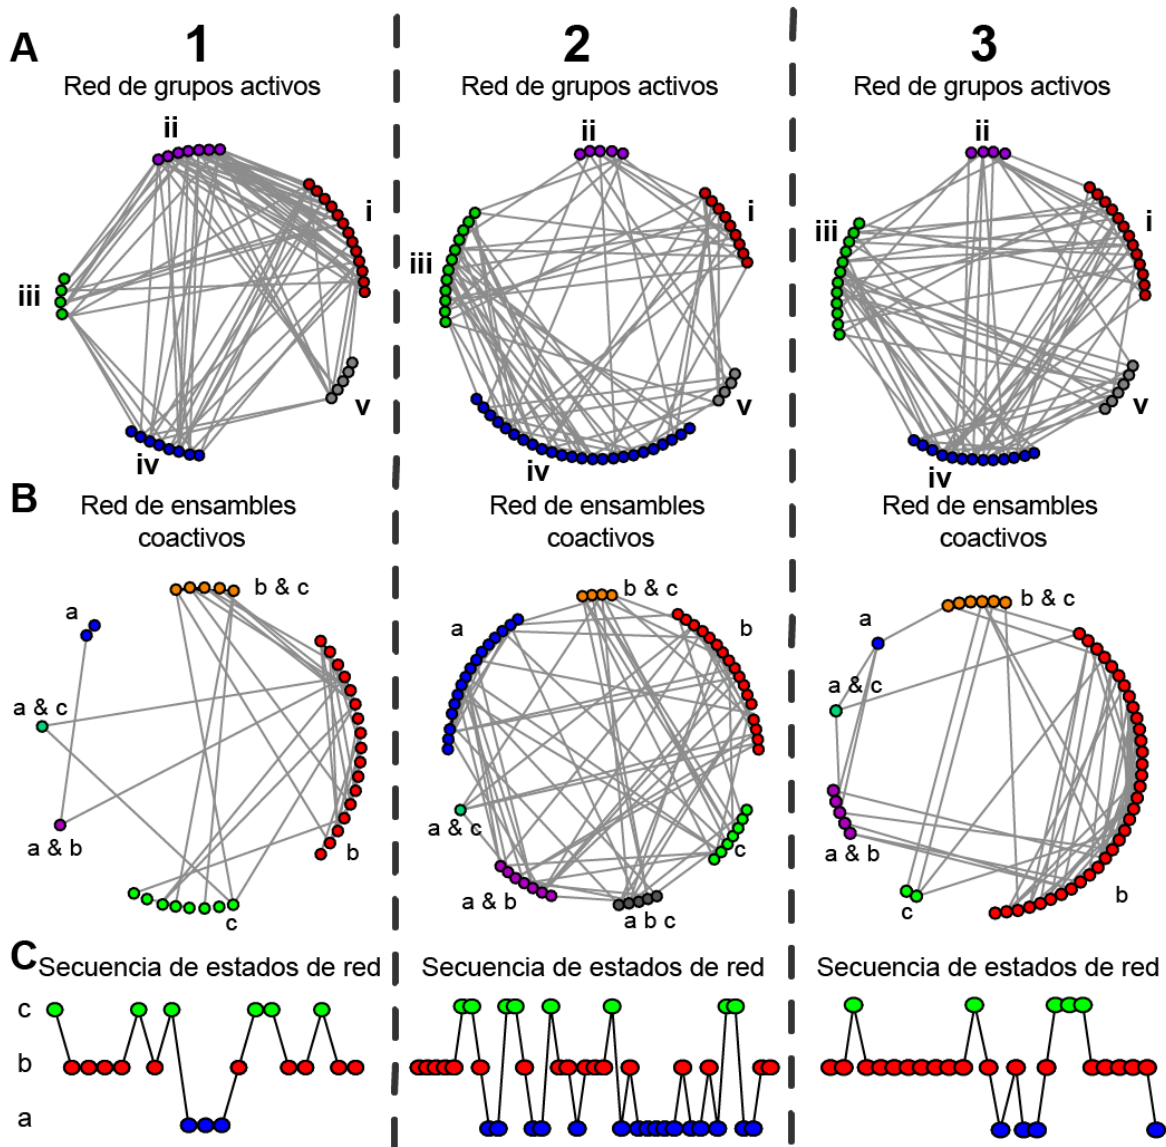 A
1
2
3
Red de grupos activos
Red de grupos activos
Red de grupos activos
ii
i
iii
iv
v
ii
i
iii
iv
v
ii
i
iii
iv
v
B
Red de ensambles
coactivos
Red de ensambles
coactivos
Red de ensambles
coactivos
b & c
a
a & c
a & b
b
c
b & c
a
b
a & c
c
a & b
a b c
b & c
a
a & c
a & b
c
b
C
Secuencia de estados de red
Secuencia de estados de red
Secuencia de estados de red
c
b
a